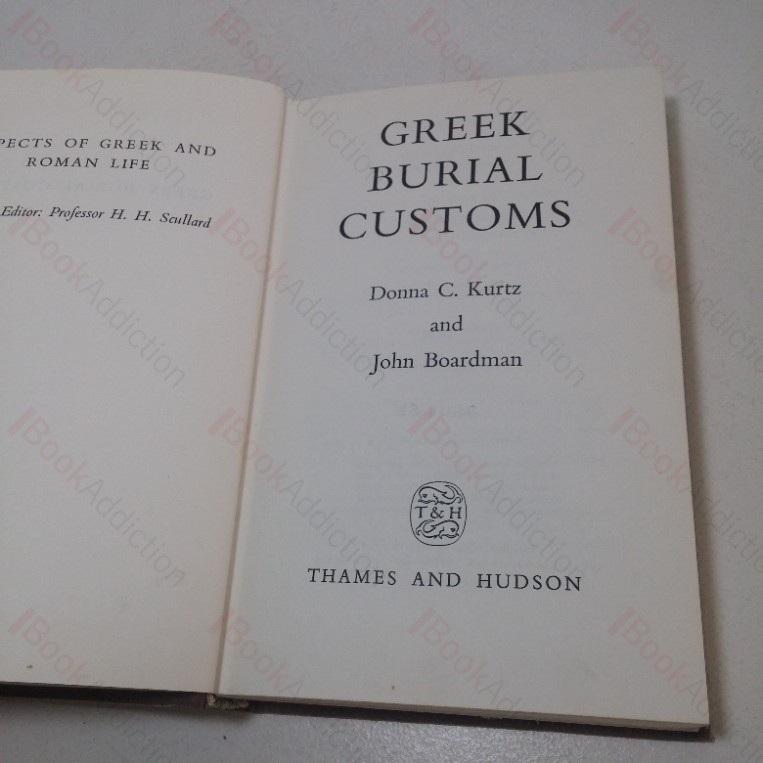 PECTS OF GREEK AND
ROMAN LIFE
Editor: Professor H. H. Scullard
GREEK
BURIAL
CUSTOMS
Donna C. Kurtz
and
John Boardman
T & H
THAMES AND HUDSON
BookAddiction